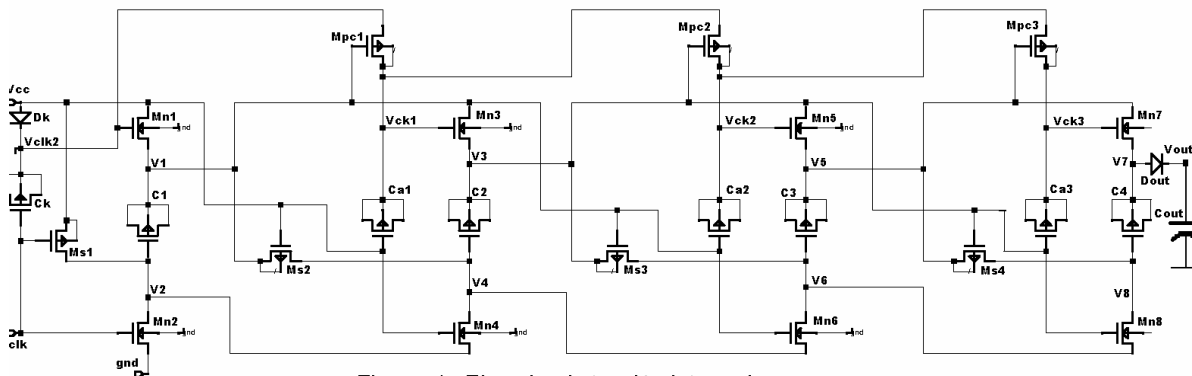 Mpc1
Mpc2
Mpc3
Vcc
Dk
Mn1
Vck1
Mn3
Vck2
Mn5
Vck3
Mn7
Vclk2
V1
V3
V5
V7
Vout
Dout
Ck
C1
Ca1
C2
Ca2
C3
Ca3
C4
Cout
Ms1
Ms2
Ms3
Ms4
V2
V4
V6
V8
clk
Mn2
Mn4
Mn6
Mn8
gnd